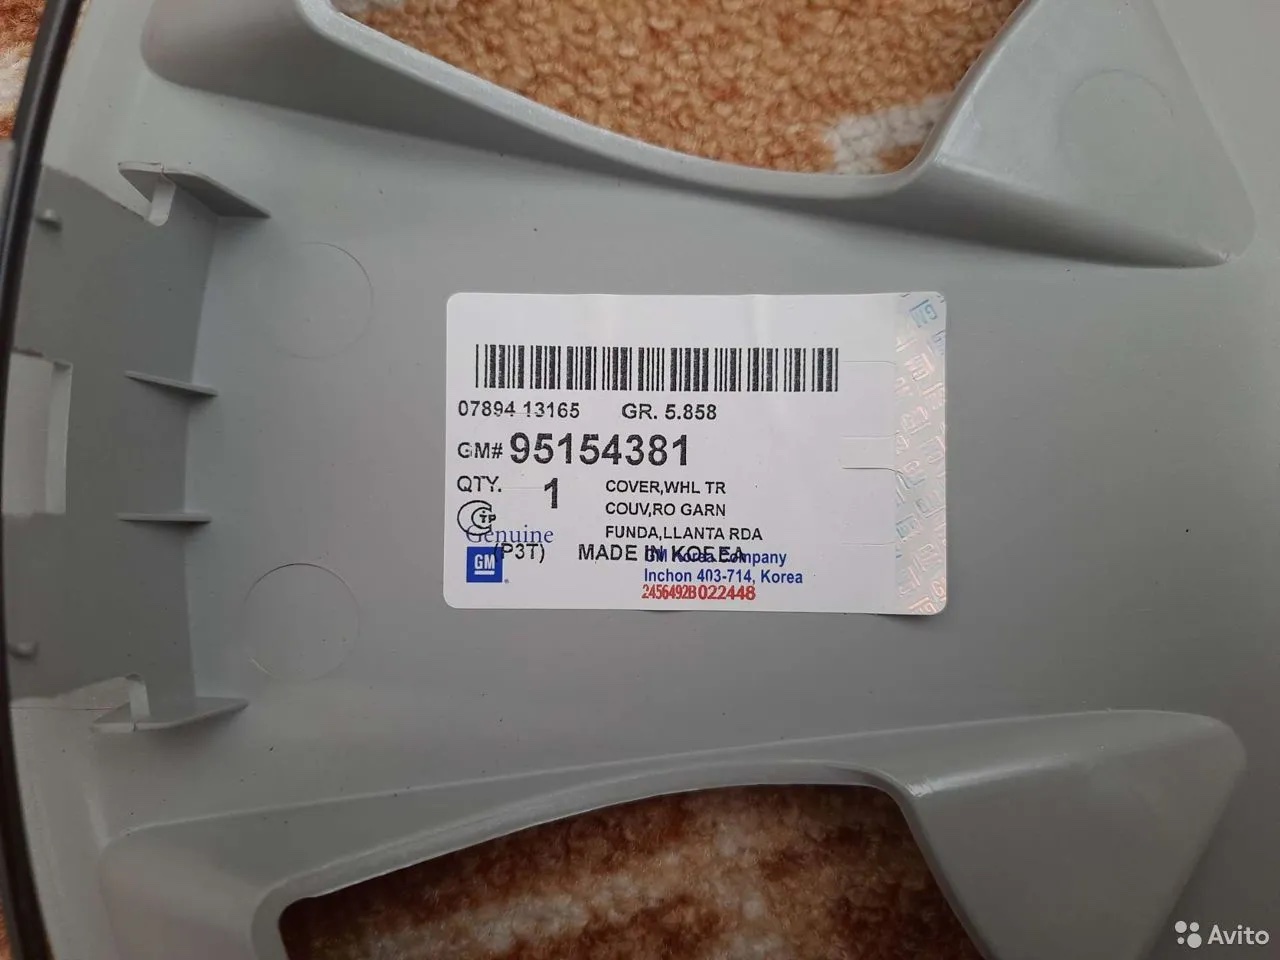 07894 13165 GR. 5.858
GM# 95154381
QTY. 1 COVER,WHL TR
COUV,RO GARN
FUNDA,LLANTA RDA
Genuine
(P3T) MADE IN KOREA
GM Korea Company
GM
Inchon 403-714, Korea
2456492B022448
Avito